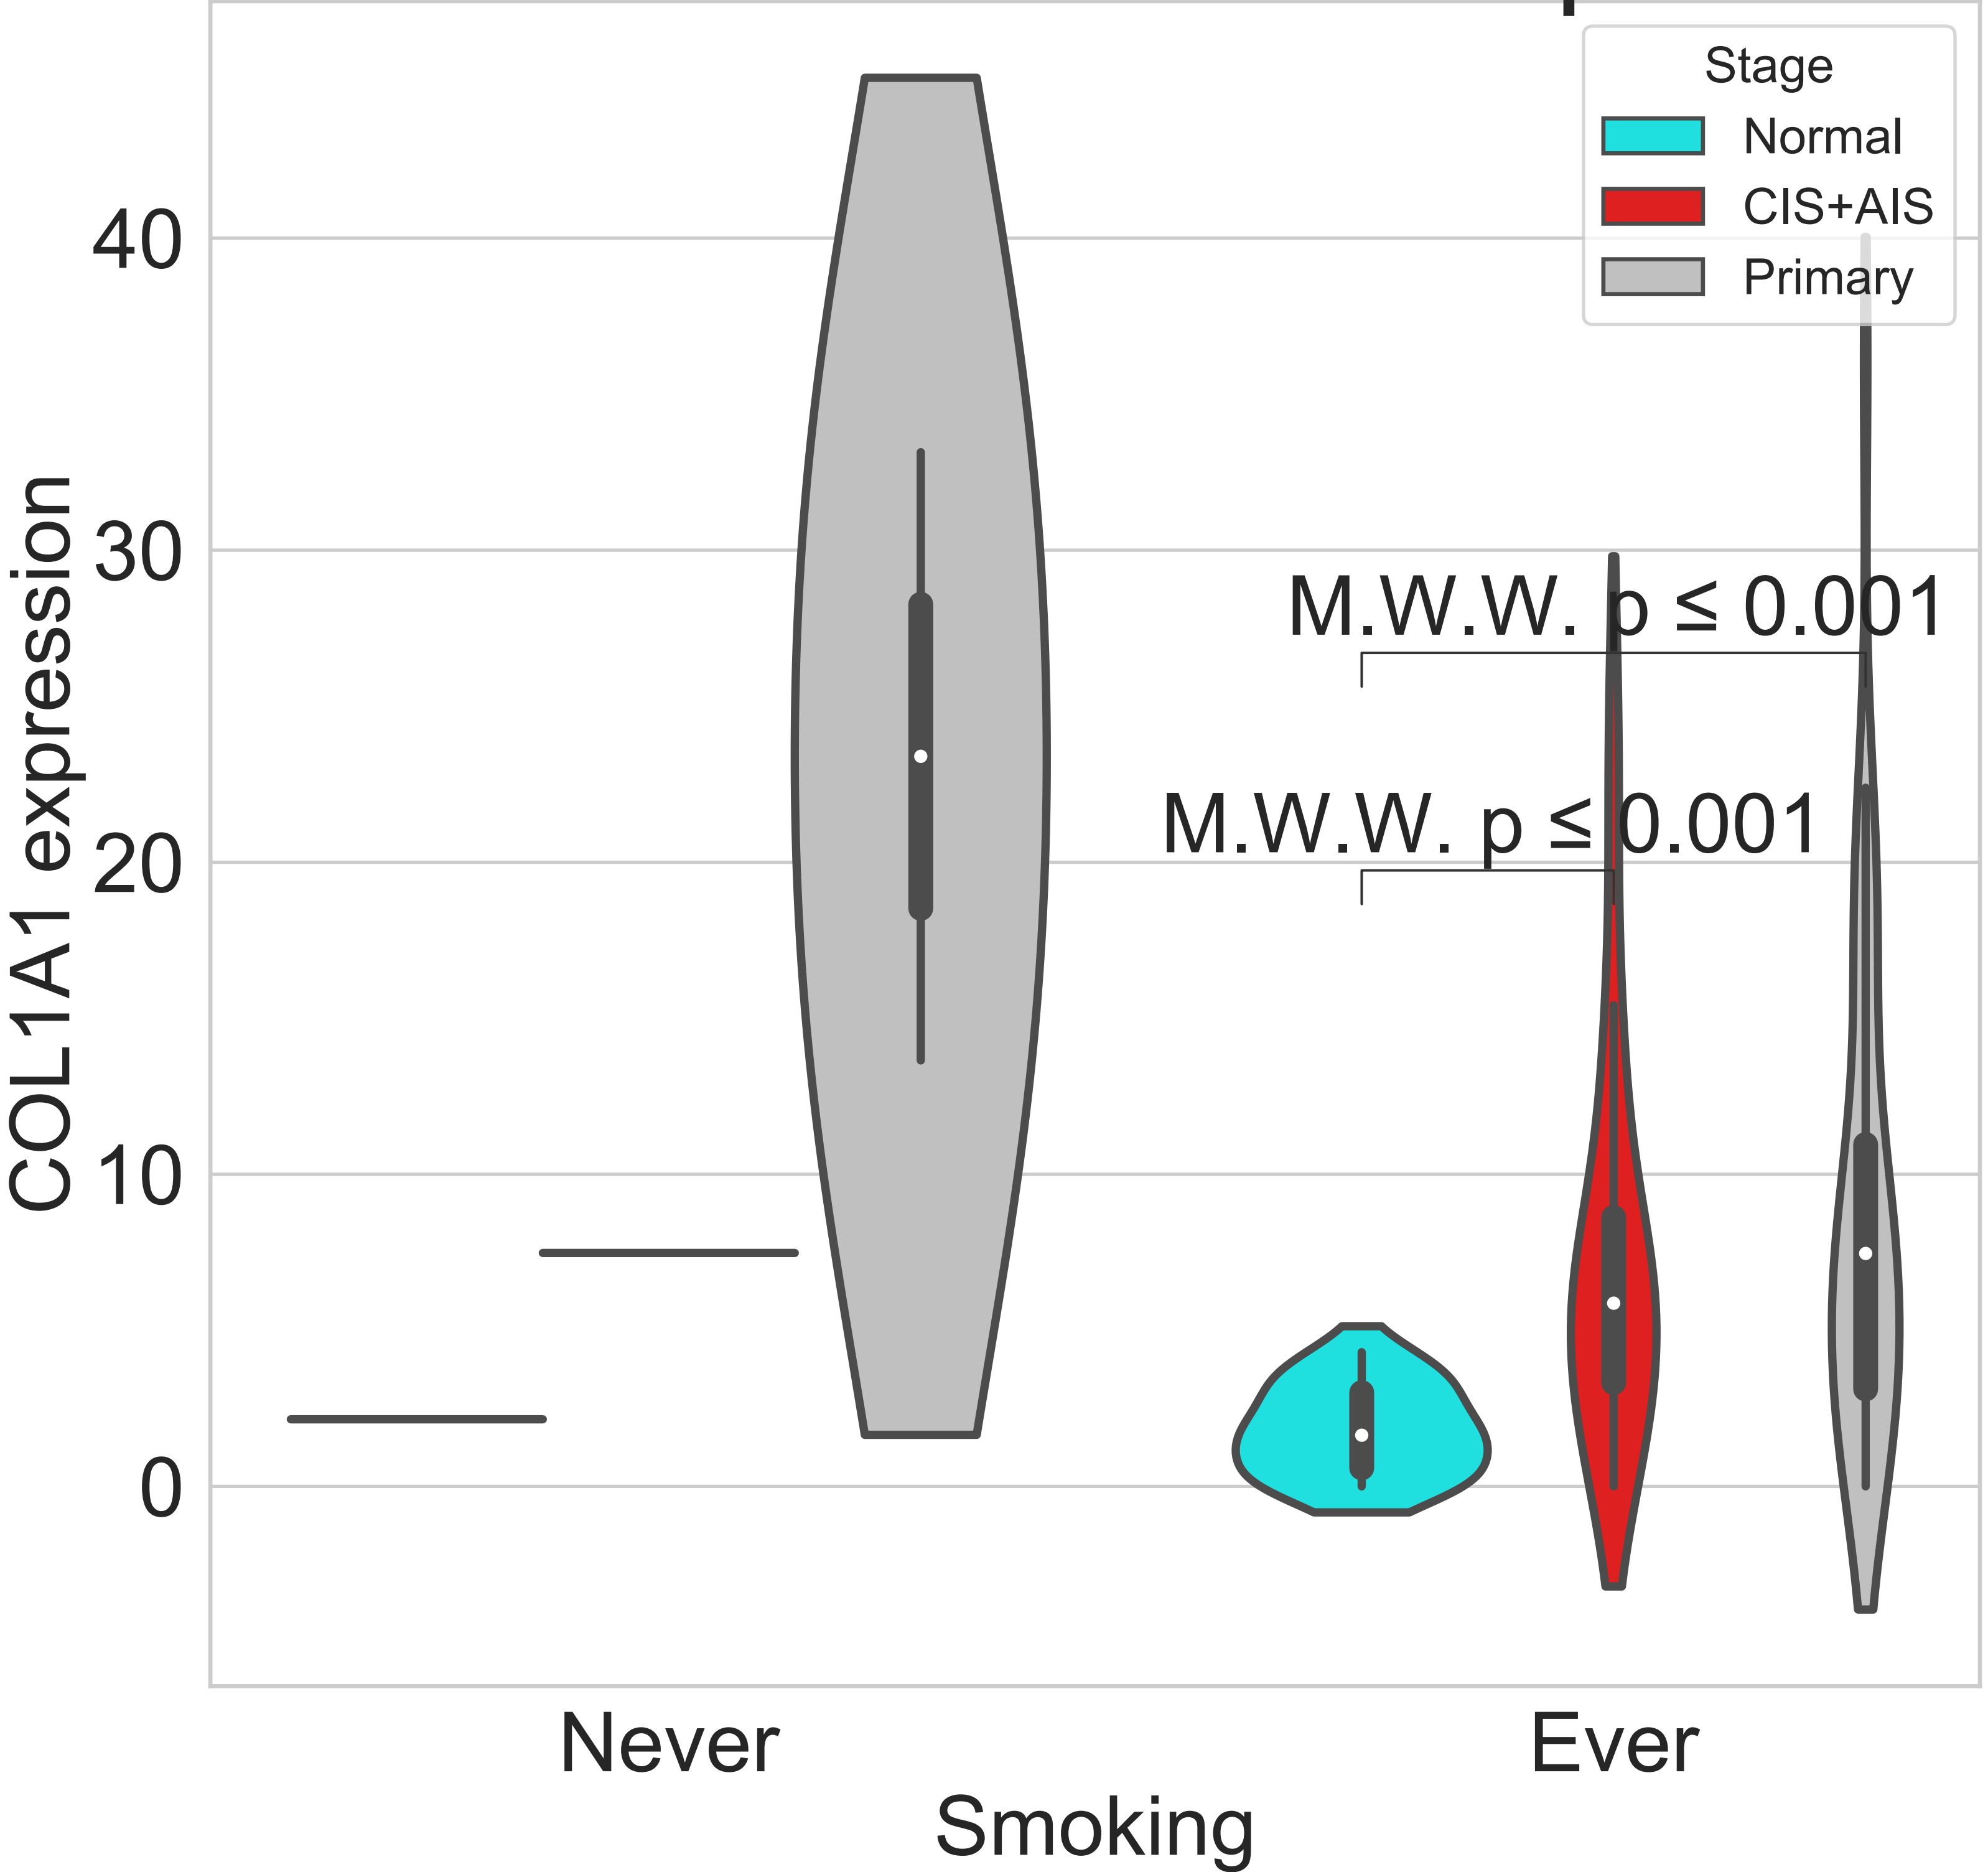 Stage
Normal
CIS+AIS
Primary
40
30
20
10
0
COL1A1 expression
M.W.W. p ≤ 0.001
M.W.W. p ≤ 0.001
Never
Ever
Smoking